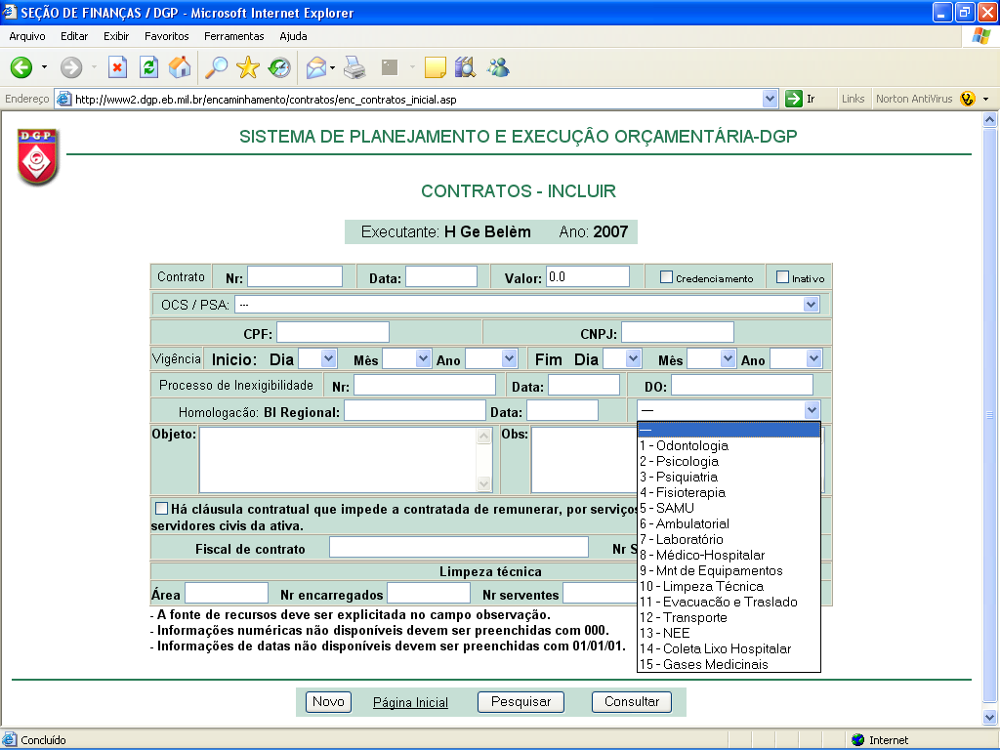 SEÇÃO DE FINANÇAS / DGP - Microsoft Internet Explorer
Arquivo Editar Exibir Favoritos Ferramentas Ajuda
Endereço http://www2.dgp.eb.mil.br/encaminhamento/contratos/enc_contratos_inicial.asp Ir Links Norton AntiVirus
DGP
SISTEMA DE PLANEJAMENTO E EXECUÇÂO ORÇAMENTÁRIA-DGP
CONTRATOS - INCLUIR
Executante: H Ge Belèm Ano: 2007
Contrato Nr: Data: Valor: 0.0 Credenciamento Inativo
OCS / PSA: ---
CPF: CNPJ:
Vigência Inicio: Dia Mês Ano Fim Dia Mês Ano
Processo de Inexigibilidade Nr: Data: DO:
Homologacão: BI Regional: Data: ---
Objeto: Obs:
---
1 - Odontologia
2 - Psicologia
3 - Psiquiatria
4 - Fisioterapia
5 - SAMU
6 - Ambulatorial
7 - Laboratório
8 - Médico-Hospitalar
9 - Mnt de Equipamentos
10 - Limpeza Técnica
11 - Evacuacão e Traslado
12 - Transporte
13 - NEE
14 - Coleta Lixo Hospitalar
15 - Gases Medicinais
Há cláusula contratual que impede a contratada de remunerar, por serviços
servidores civis da ativa.
Fiscal de contrato Nr S
Limpeza técnica
Área Nr encarregados Nr serventes
- A fonte de recursos deve ser explicitada no campo observação.
- Informações numéricas não disponíveis devem ser preenchidas com 000.
- Informações de datas não disponíveis devem ser preenchidas com 01/01/01.
Novo Página Inicial Pesquisar Consultar
Concluído Internet